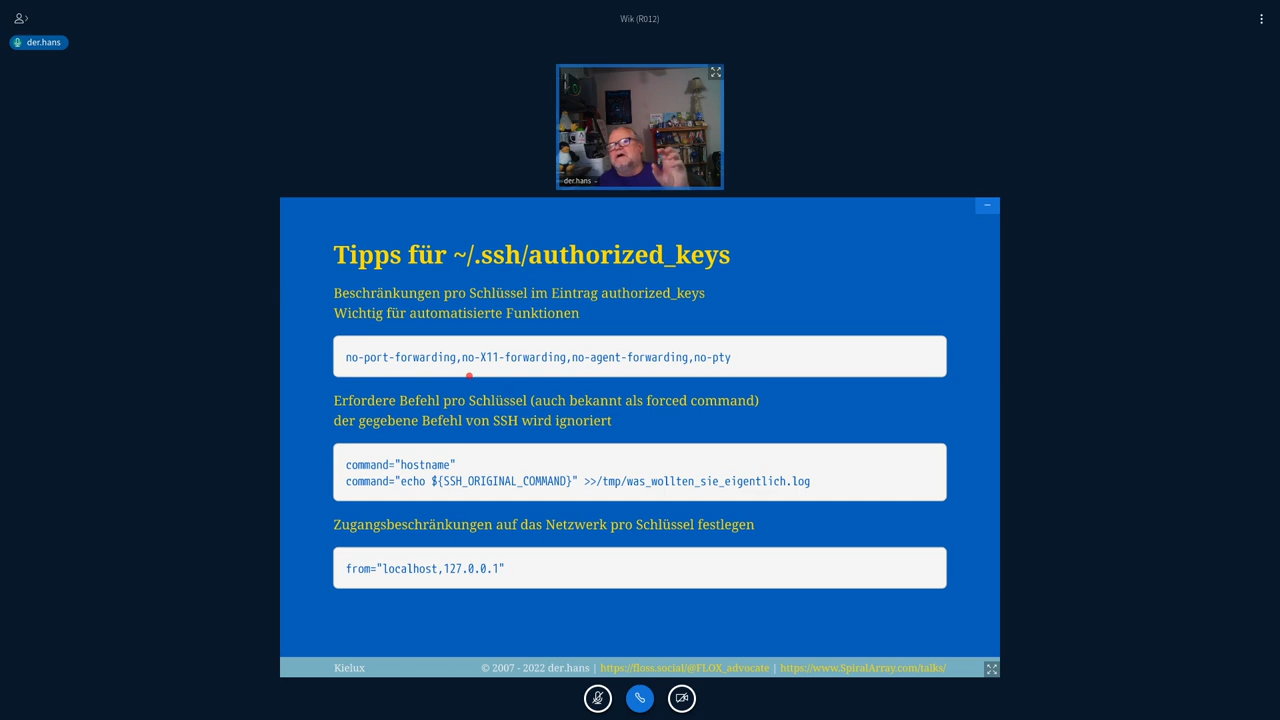 Wik (R012)
der.hans
der.hans
Tipps für ~/.ssh/authorized_keys
Beschränkungen pro Schlüssel im Eintrag authorized_keys
Wichtig für automatisierte Funktionen
no-port-forwarding,no-X11-forwarding,no-agent-forwarding,no-pty
Erfordere Befehl pro Schlüssel (auch bekannt als forced command)
der gegebene Befehl von SSH wird ignoriert
command="hostname"
command="echo ${SSH_ORIGINAL_COMMAND}" >>/tmp/was_wollten_sie_eigentlich.log
Zugangsbeschränkungen auf das Netzwerk pro Schlüssel festlegen
from="localhost,127.0.0.1"
Kielux © 2007 - 2022 der.hans | https://floss.social/@FLOX_advocate | https://www.SpiralArray.com/talks/